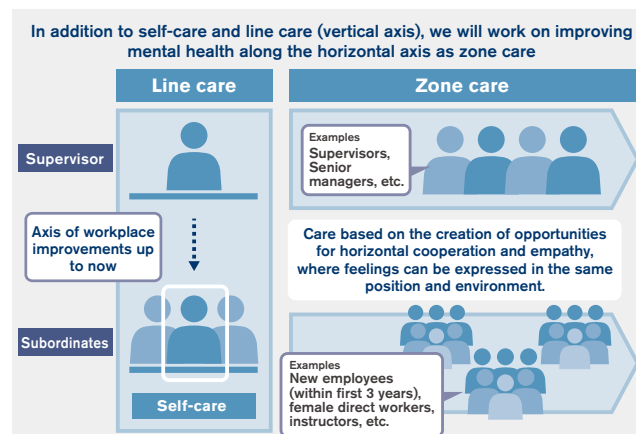 In addition to self-care and line care (vertical axis), we will work on improving
mental health along the horizontal axis as zone care
Line care
Zone care
Supervisor
Examples
Supervisors,
Senior
managers, etc.
Axis of workplace
improvements up
to now
Care based on the creation of opportunities
for horizontal cooperation and empathy,
where feelings can be expressed in the same
position and environment.
Subordinates
Self-care
Examples
New employees
(within first 3 years),
female direct workers,
instructors, etc.